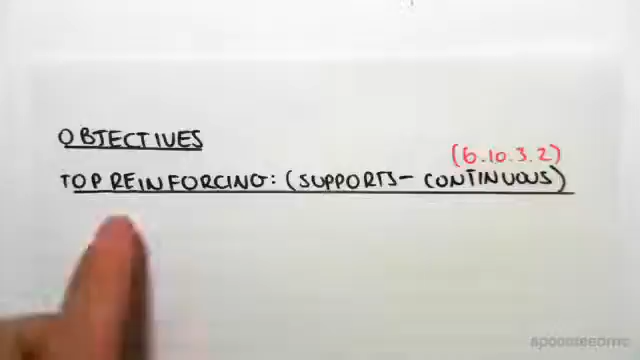 OBJECTIVES
(6.10.3.2)
TOP REINFORCING: (SUPPORTS - CONTINUOUS)